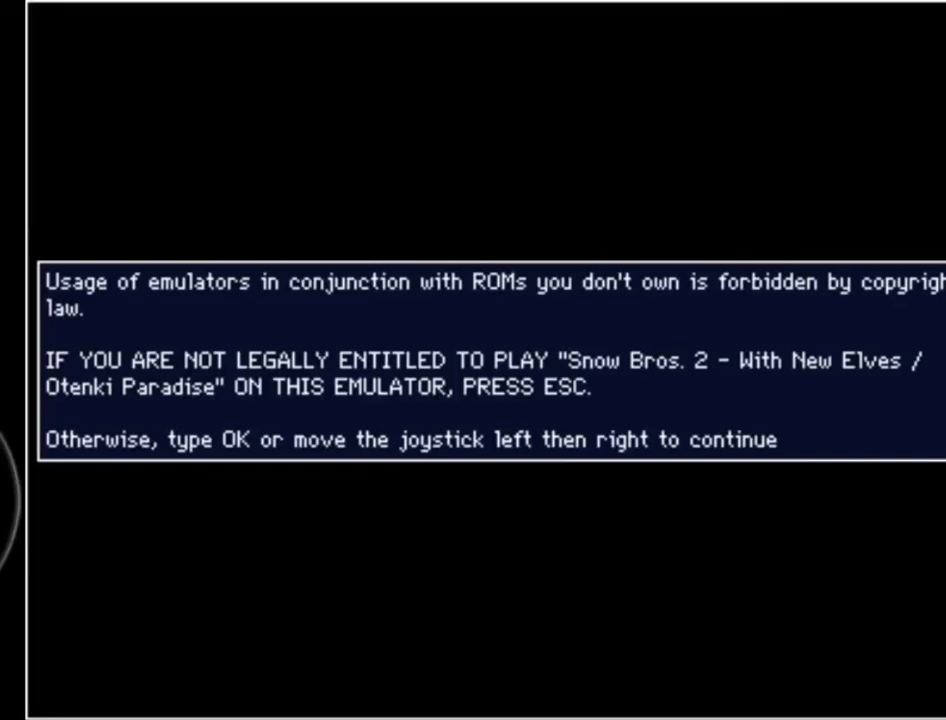 Usage of emulators in conjunction with ROMs you don't own is forbidden by copyrigh
law.
IF YOU ARE NOT LEGALLY ENTITLED TO PLAY "Snow Bros. 2 - With New Elves /
Otenki Paradise" ON THIS EMULATOR, PRESS ESC.
Otherwise, type OK or move the joystick left then right to continue